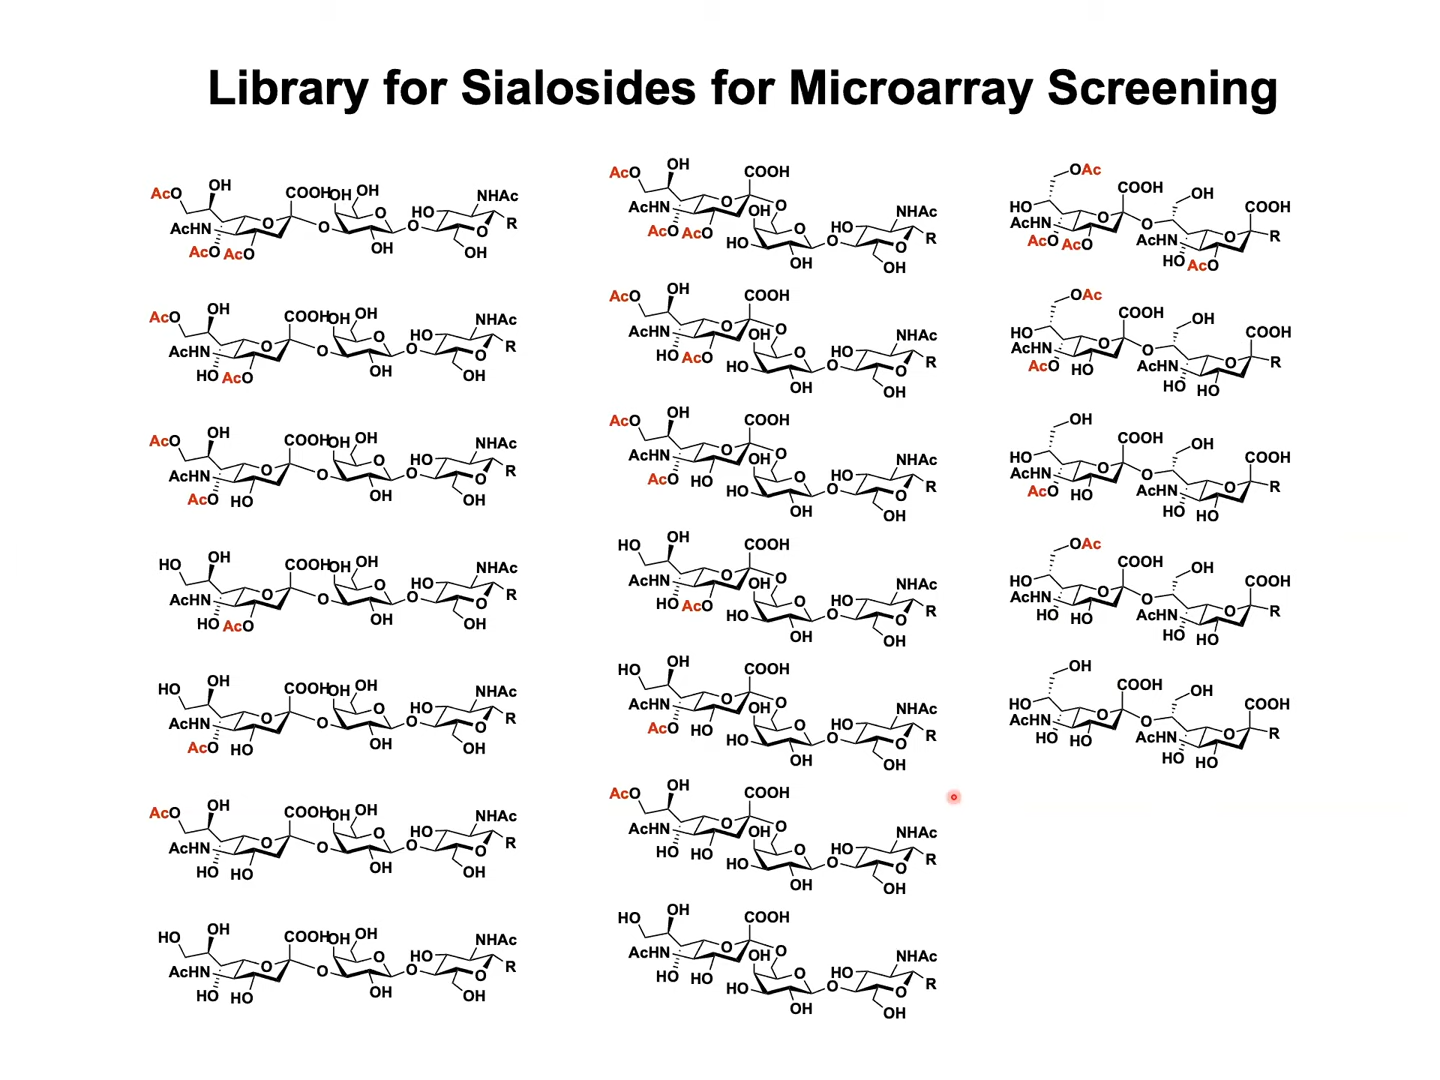 Library for Sialosides for Microarray Screening
AcO OH COOH OH OH HO NHAc
AcHN O O O O O R
AcO AcO OH OH
AcO OH COOH OH OH HO NHAc
AcHN O O O O O R
HO AcO OH OH
AcO OH COOH OH OH HO NHAc
AcHN O O O O O R
AcO HO OH OH
HO OH COOH OH OH HO NHAc
AcHN O O O O O R
HO AcO OH OH
HO OH COOH OH OH HO NHAc
AcHN O O O O O R
AcO HO OH OH
AcO OH COOH OH OH HO NHAc
AcHN O O O O O R
HO HO OH OH
HO OH COOH OH OH HO NHAc
AcHN O O O O O R
HO HO OH OH
AcO OH COOH
AcHN O O OH NHAc
AcO AcO O HO R
HO OH O O OH
AcO OH COOH
AcHN O O OH NHAc
HO AcO O HO R
HO OH O O OH
AcO OH COOH
AcHN O O OH NHAc
AcO HO O HO R
HO OH O O OH
HO OH COOH
AcHN O O OH NHAc
HO AcO O HO R
HO OH O O OH
HO OH COOH
AcHN O O OH NHAc
AcO HO O HO R
HO OH O O OH
AcO OH COOH
AcHN O O OH NHAc
HO HO O HO R
HO OH O O OH
HO OH COOH
AcHN O O OH NHAc
HO HO O HO R
HO OH O O OH
OAc COOH OH
HO O O COOH
AcHN AcHN O R
AcO AcO HO AcO
OAc COOH OH
HO O O COOH
AcHN AcHN O R
AcO HO HO HO
OH COOH OH
HO O O COOH
AcHN AcHN O R
AcO HO HO HO
OAc COOH OH
HO O O COOH
AcHN AcHN O R
HO HO HO HO
OH COOH OH
HO O O COOH
AcHN AcHN O R
HO HO HO HO